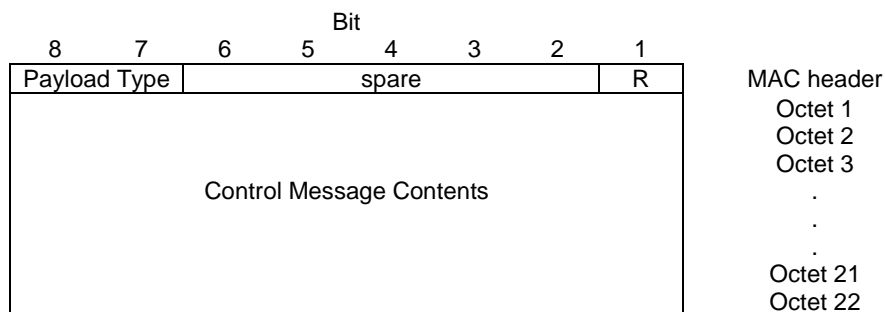 Bit
8 7 6 5 4 3 2 1
Payload Type spare R MAC header
Octet 1
Octet 2
Octet 3
Control Message Contents .
.
.
Octet 21
Octet 22